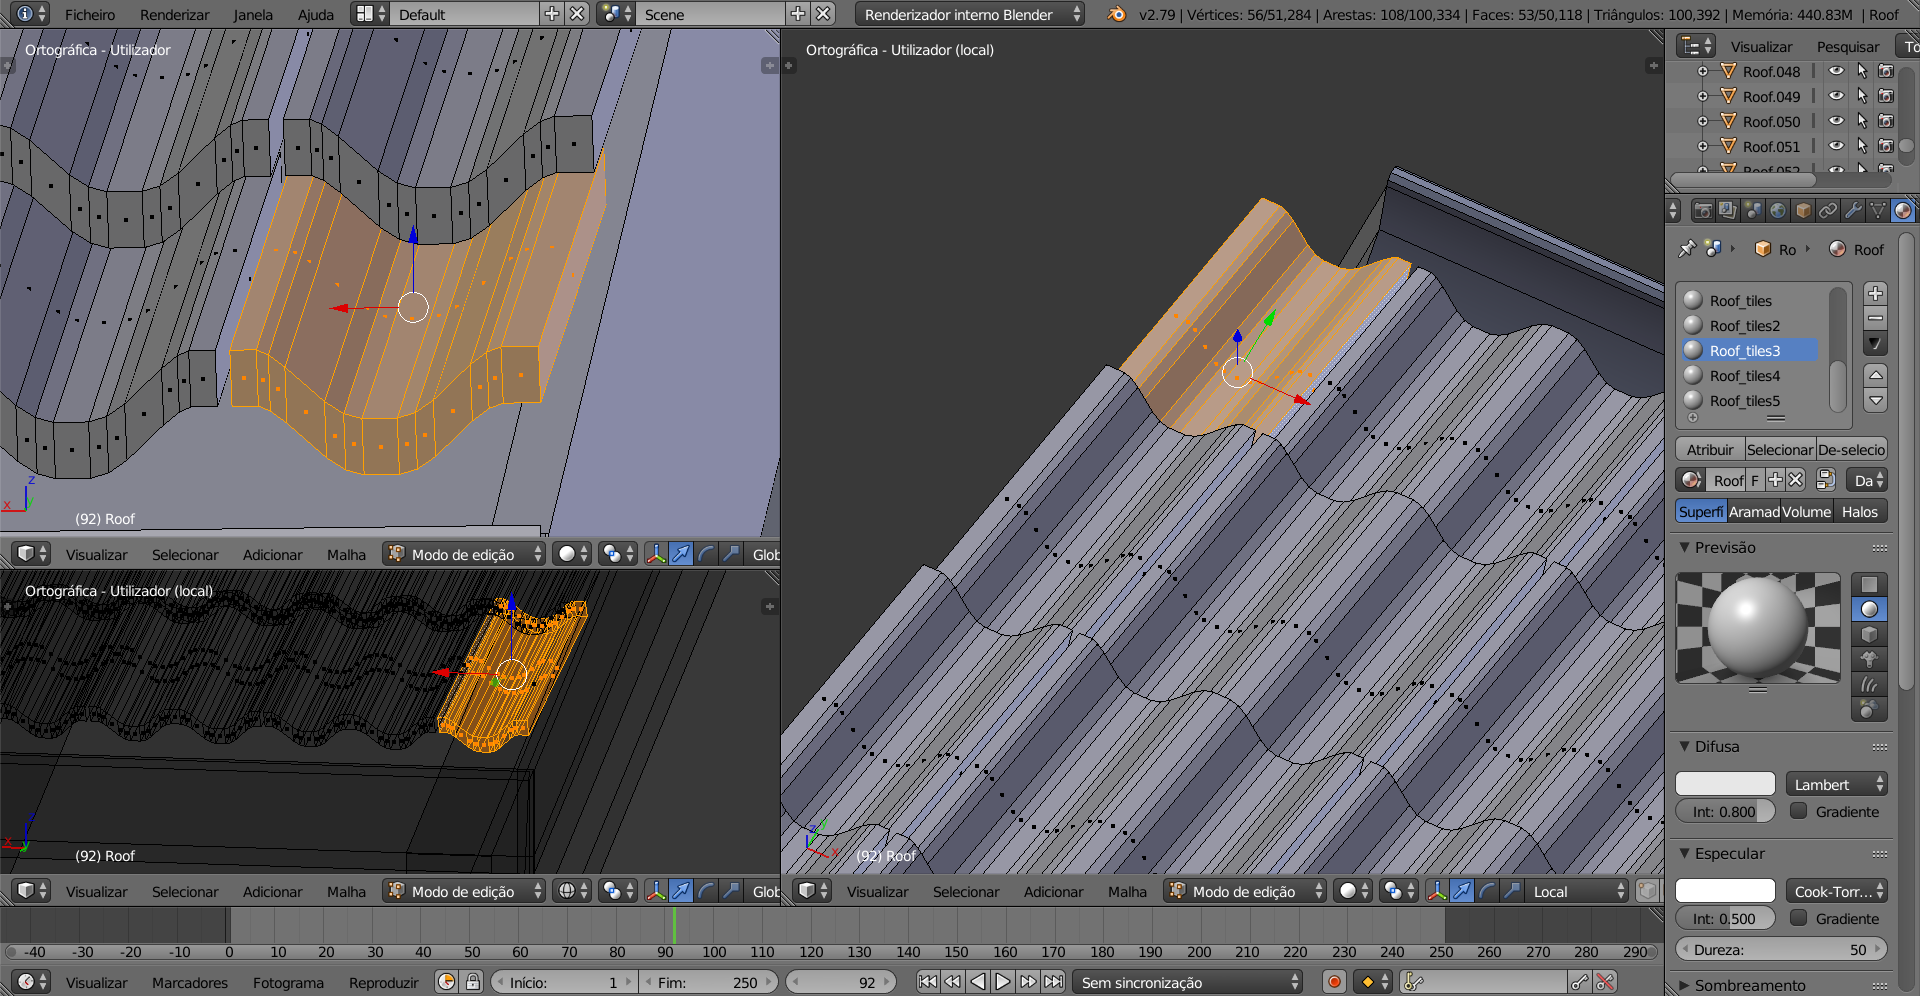 Ficheiro Renderizar Janela Ajuda Default Scene Renderizador interno Blender v2.79 | Vértices: 56/51,284 | Arestas: 108/100,334 | Faces: 53/50,118 | Triângulos: 100,392 | Memória: 440.83M | Roof
Ortográfica - Utilizador
Ortográfica - Utilizador (local)
Visualizar Pesquisar To
Roof.048
Roof.049
Roof.050
Roof.051
Roof.052
Ro Roof
Roof_tiles
Roof_tiles2
Roof_tiles3
Roof_tiles4
Roof_tiles5
Atribuir Selecionar De-selecio
Roof F Da
Superfí Aramad Volume Halos
Previsão
Difusa
Lambert
Int: 0.800 Gradiente
Especular
Cook-Torr...
Int: 0.500 Gradiente
Dureza: 50
Sombreamento
z
x
(92) Roof
Visualizar Selecionar Adicionar Malha Modo de edição Glob
Ortográfica - Utilizador (local)
z
x y
(92) Roof
Visualizar Selecionar Adicionar Malha Modo de edição Glob
z y
x
(92) Roof
Visualizar Selecionar Adicionar Malha Modo de edição Local
-40 -30 -20 -10 0 10 20 30 40 50 60 70 80 90 100 110 120 130 140 150 160 170 180 190 200 210 220 230 240 250 260 270 280 290
Visualizar Marcadores Fotograma Reproduzir Início: 1 Fim: 250 92 Sem sincronização